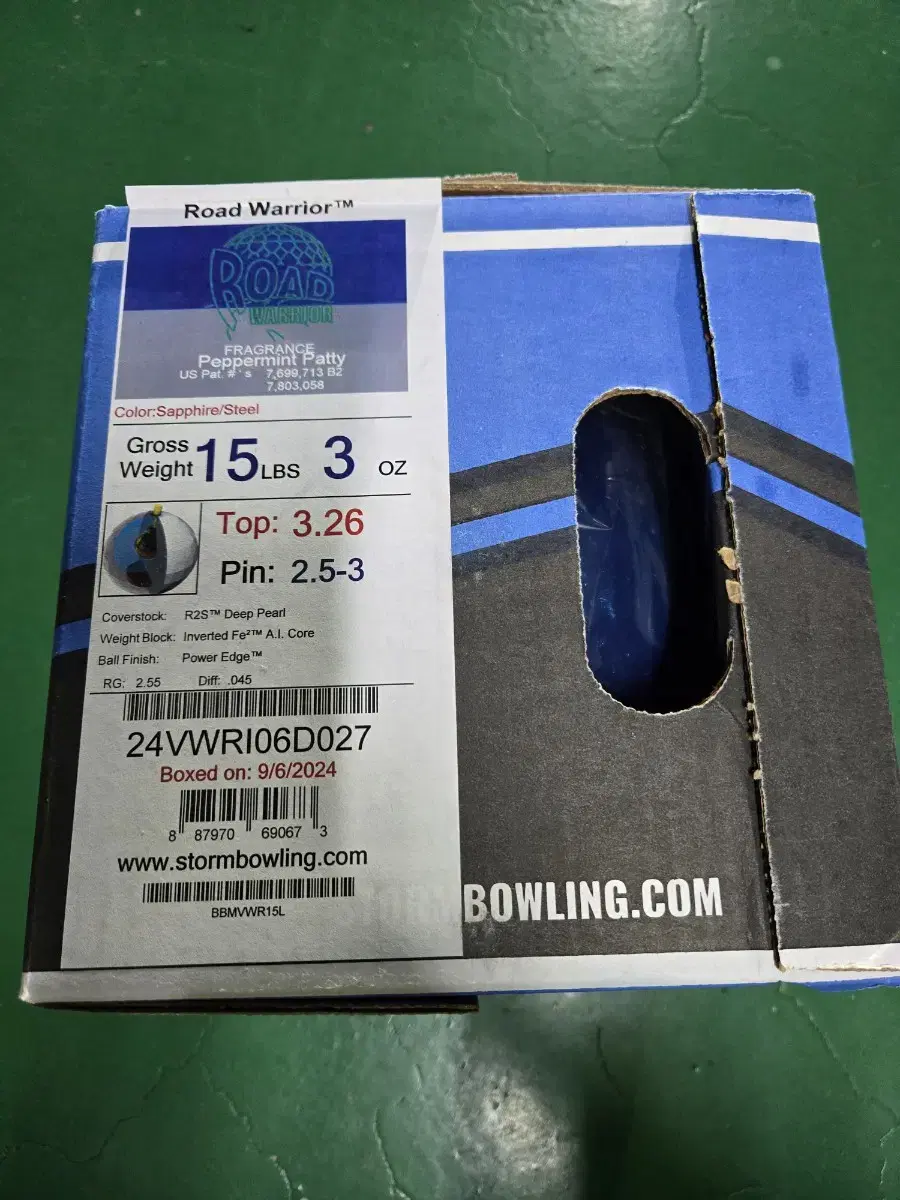 Road Warrior™
ROAD
WARRIOR
FRAGRANCE
Peppermint Patty
US Pat. #'s 7,699,713 B2
7,803,058
Color:Sapphire/Steel
Gross Weight 15 LBS 3 OZ
Top: 3.26
Pin: 2.5-3
Coverstock: R2S™ Deep Pearl
Weight Block: Inverted Fe²™ A.I. Core
Ball Finish: Power Edge™
RG: 2.55 Diff: .045
24VWRI06D027
Boxed on: 9/6/2024
8 87970 69067 3
www.stormbowling.com
BBMVWR15L
BOWLING.COM